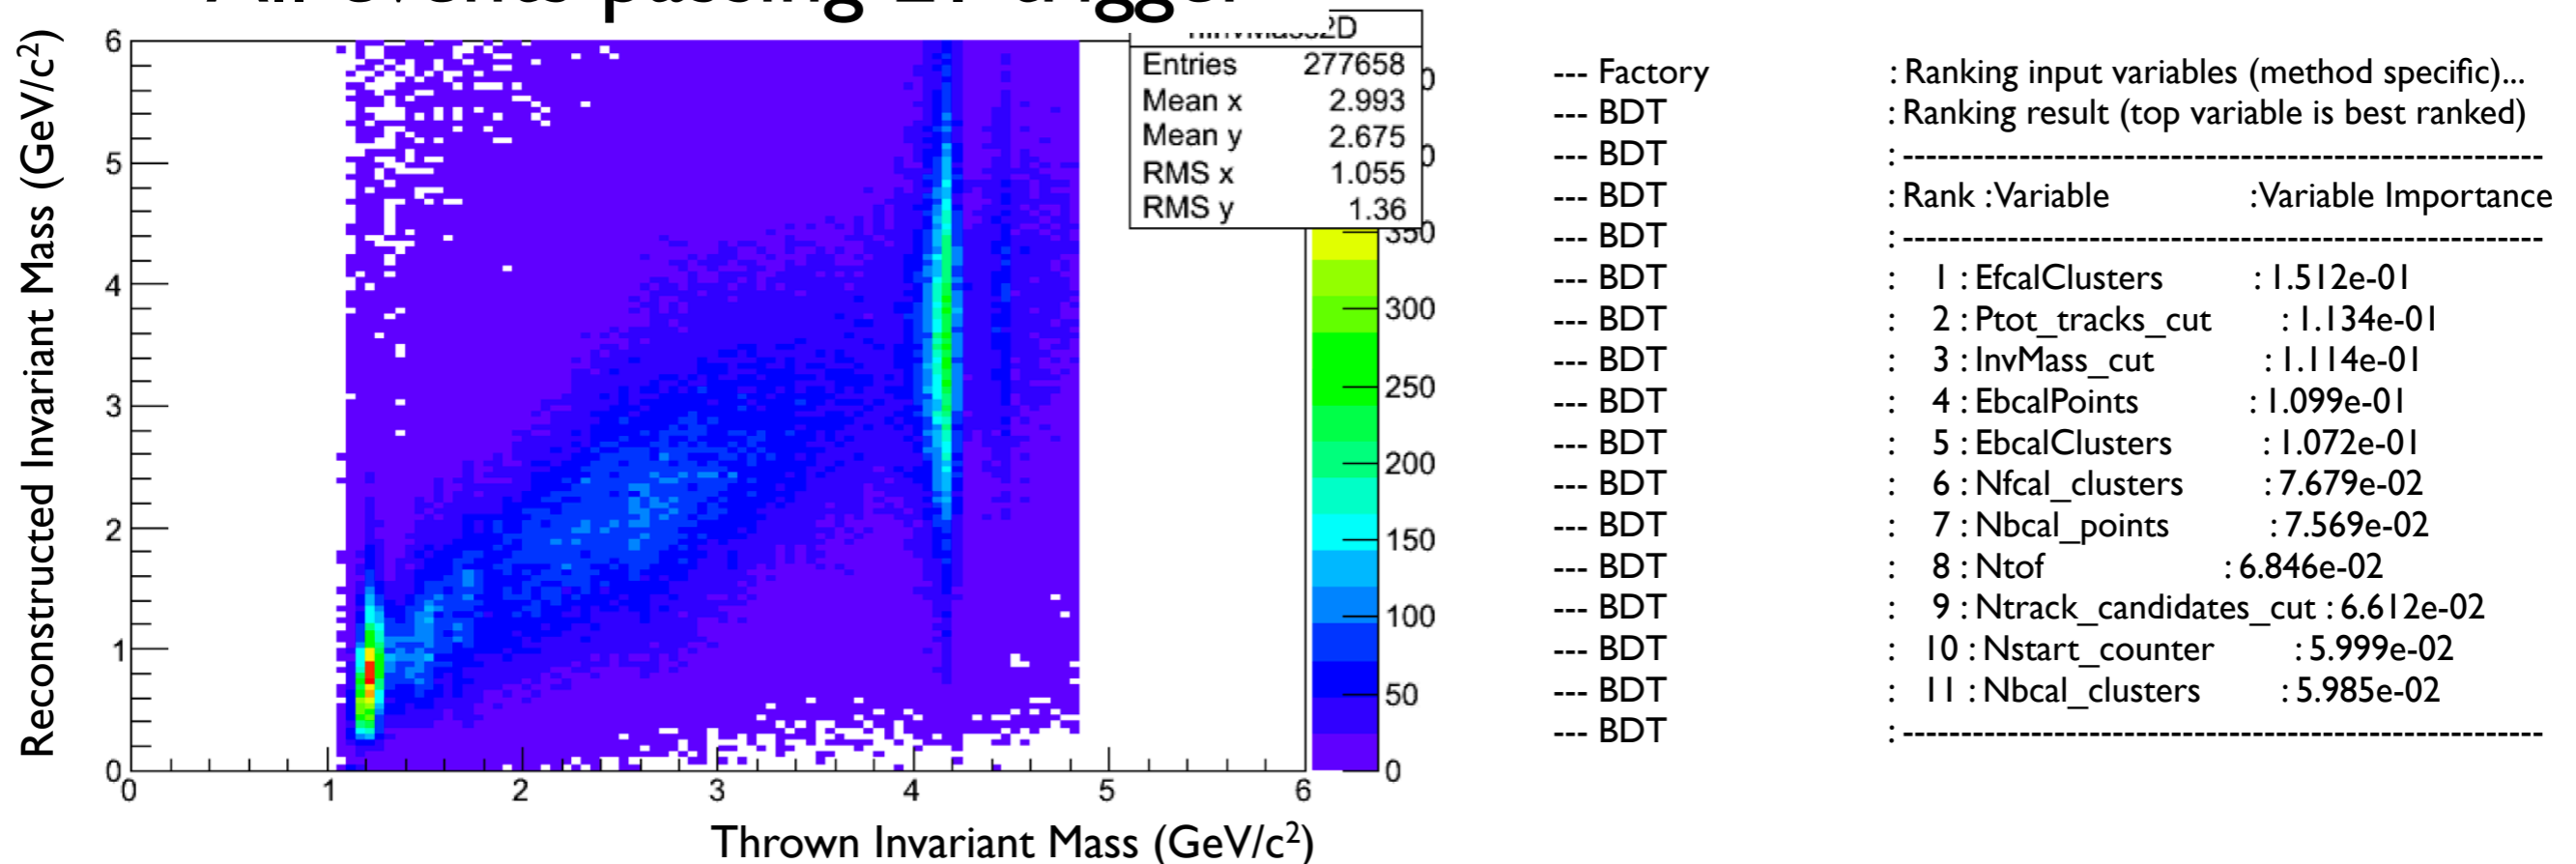 All events passing L1 trigger
2D
Entries 277658
Mean x 2.993
Mean y 2.675
RMS x 1.055
RMS y 1.36
Reconstructed Invariant Mass (GeV/c²)
6
5
4
3
2
1
0
0 1 2 3 4 5 6
Thrown Invariant Mass (GeV/c²)
350
300
250
200
150
100
50
0
--- Factory : Ranking input variables (method specific)...
--- BDT : Ranking result (top variable is best ranked)
--- BDT : -------------------------------------------------------
--- BDT : Rank : Variable : Variable Importance
--- BDT : -------------------------------------------------------
--- BDT : 1 : EfcalClusters : 1.512e-01
--- BDT : 2 : Ptot_tracks_cut : 1.134e-01
--- BDT : 3 : InvMass_cut : 1.114e-01
--- BDT : 4 : EbcalPoints : 1.099e-01
--- BDT : 5 : EbcalClusters : 1.072e-01
--- BDT : 6 : Nfcal_clusters : 7.679e-02
--- BDT : 7 : Nbcal_points : 7.569e-02
--- BDT : 8 : Ntof : 6.846e-02
--- BDT : 9 : Ntrack_candidates_cut : 6.612e-02
--- BDT : 10 : Nstart_counter : 5.999e-02
--- BDT : 11 : Nbcal_clusters : 5.985e-02
--- BDT : -------------------------------------------------------